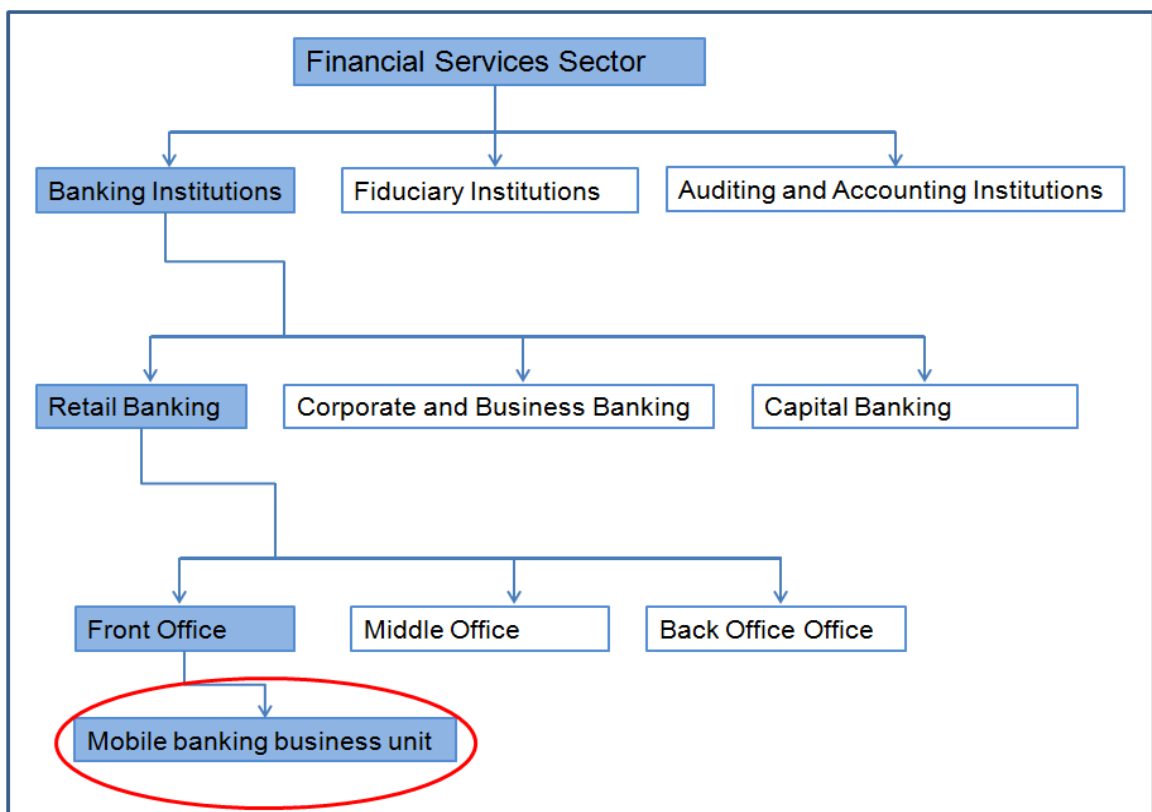 Financial Services Sector
Banking Institutions
Fiduciary Institutions
Auditing and Accounting Institutions
Retail Banking
Corporate and Business Banking
Capital Banking
Front Office
Middle Office
Back Office Office
Mobile banking business unit